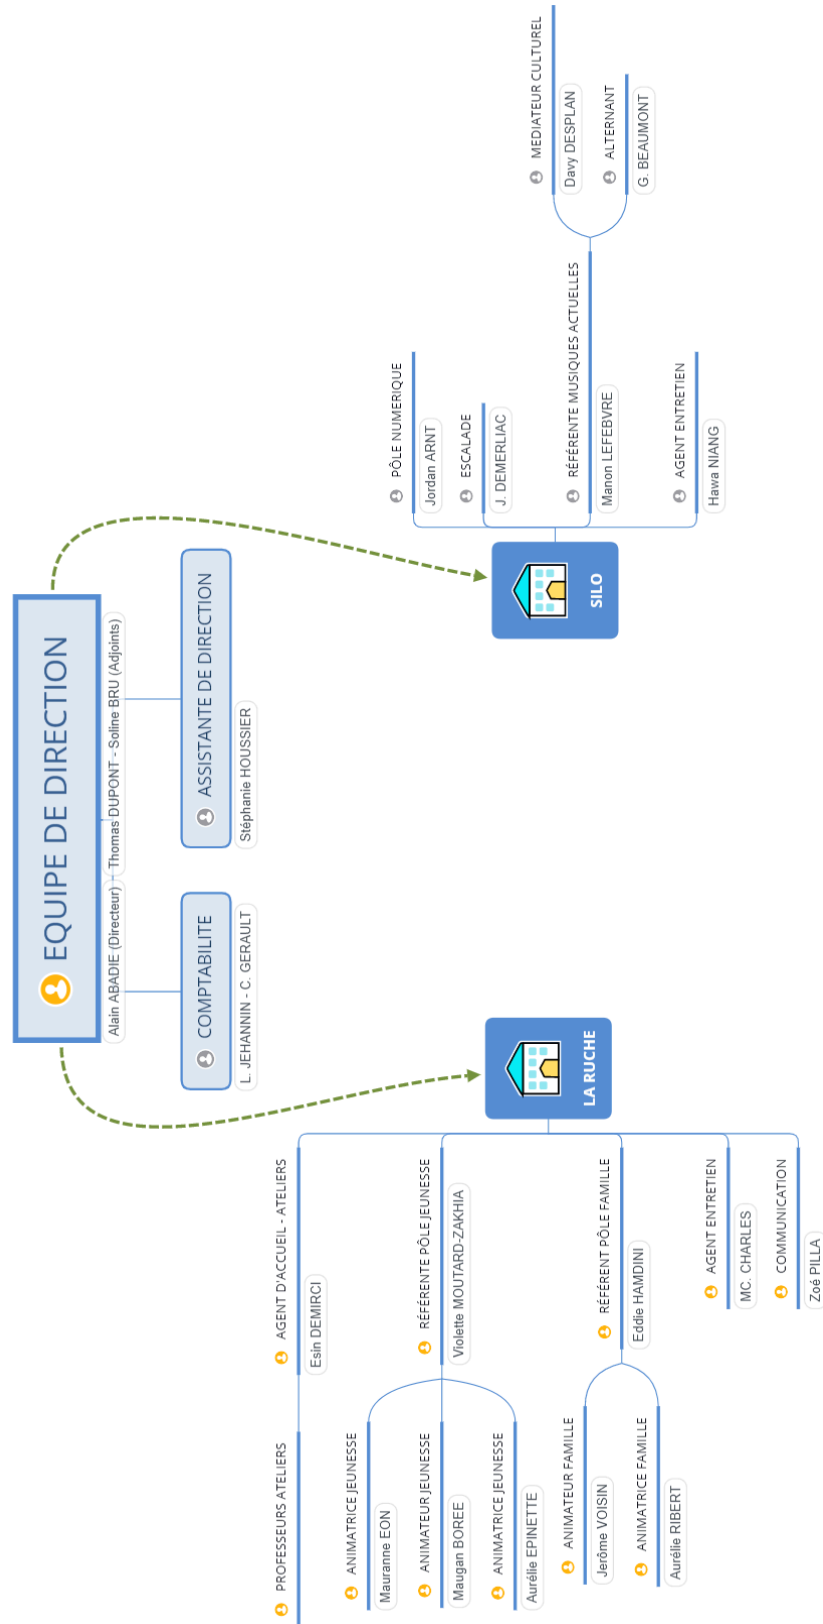 EQUIPE DE DIRECTION
Alain ABADIE (Directeur) - Thomas DUPONT - Soline BRU (Adjoints)
COMPTABILITE
L. JEHANNIN - C. GERAULT
ASSISTANTE DE DIRECTION
Stéphanie HOUSSIER
LA RUCHE
AGENT D'ACCUEIL - ATELIERS
Esin DEMIRCI
PROFESSEURS ATELIERS
RÉFÉRENTE PÔLE JEUNESSE
Violette MOUTARD-ZAKHIA
ANIMATRICE JEUNESSE
Mauranne EON
ANIMATEUR JEUNESSE
Maugan BOREE
ANIMATRICE JEUNESSE
Aurélie EPINETTE
RÉFÉRENT PÔLE FAMILLE
Eddie HAMDINI
ANIMATEUR FAMILLE
Jerôme VOISIN
ANIMATRICE FAMILLE
Aurélie RIBERT
AGENT ENTRETIEN
MC. CHARLES
COMMUNICATION
Zoé PILLA
SILO
PÔLE NUMERIQUE
Jordan ARNT
ESCALADE
J. DEMERLIAC
RÉFÉRENTE MUSIQUES ACTUELLES
Manon LEFEBVRE
MEDIATEUR CULTUREL
Davy DESPLAN
ALTERNANT
G. BEAUMONT
AGENT ENTRETIEN
Hawa NIANG